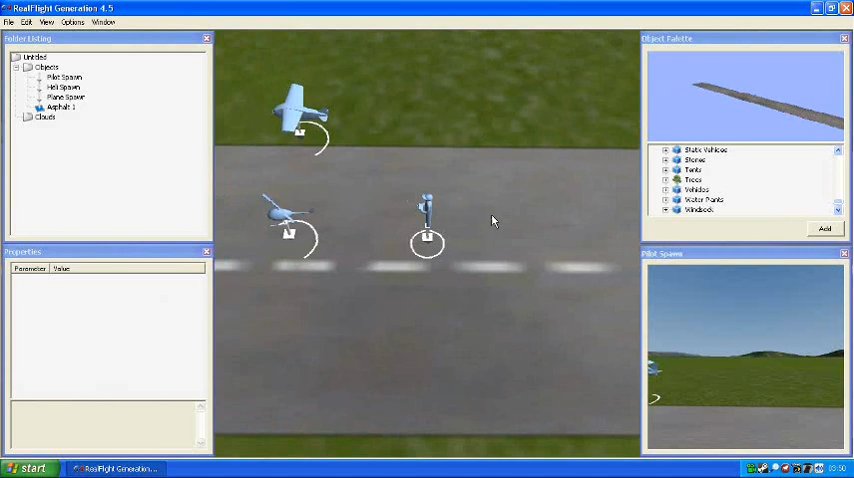 RealFlight Generation 4.5
File Edit View Options Window
Folder Listing
Untitled
Objects
Pilot Spawn
Heli Spawn
Plane Spawn
Asphalt 1
Clouds
Properties
Parameter Value
Object Palette
Static Vehicles
Stones
Tents
Trees
Vehicles
Water Plants
Windsock
Add
Pilot Spawn
start
RealFlight Generation...
03:50